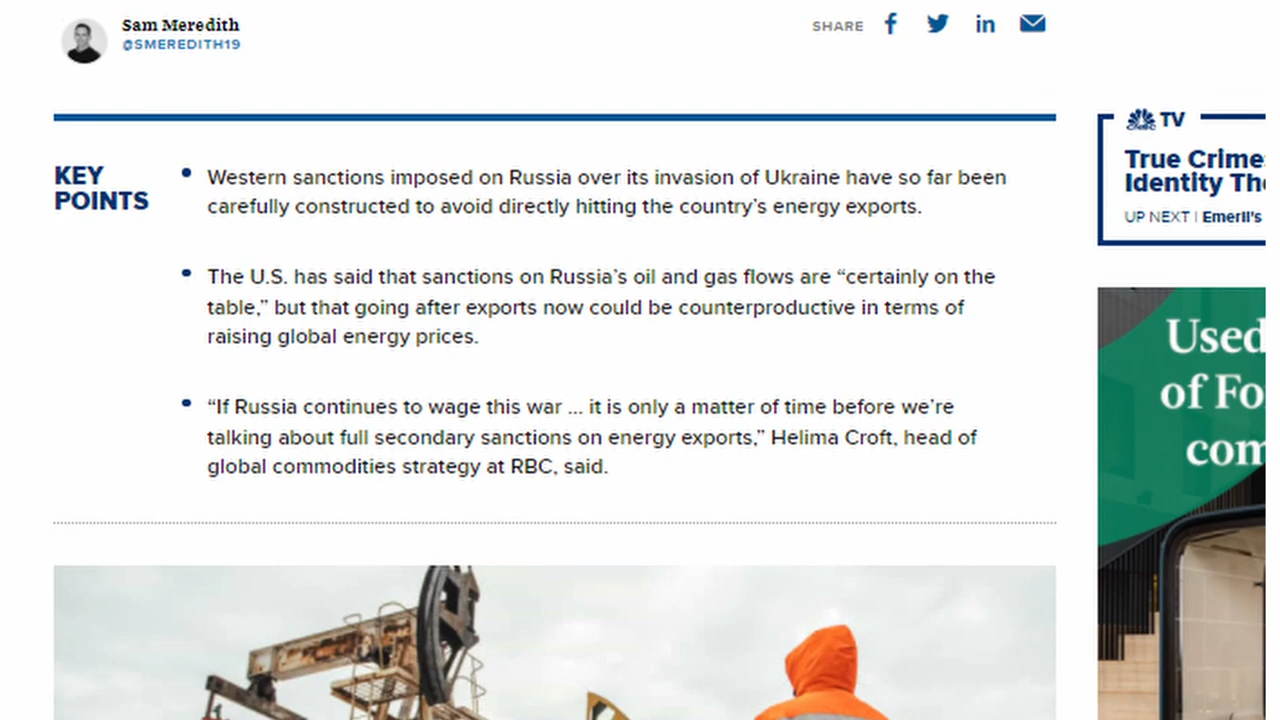 Sam Meredith
@SMEREDITH19
SHARE
KEY
POINTS
Western sanctions imposed on Russia over its invasion of Ukraine have so far been
carefully constructed to avoid directly hitting the country’s energy exports.
The U.S. has said that sanctions on Russia’s oil and gas flows are “certainly on the
table,” but that going after exports now could be counterproductive in terms of
raising global energy prices.
“If Russia continues to wage this war ... it is only a matter of time before we’re
talking about full secondary sanctions on energy exports,” Helima Croft, head of
global commodities strategy at RBC, said.
CNBC TV
True Crime
Identity Th
UP NEXT | Emeril's
Used
of Fo
com